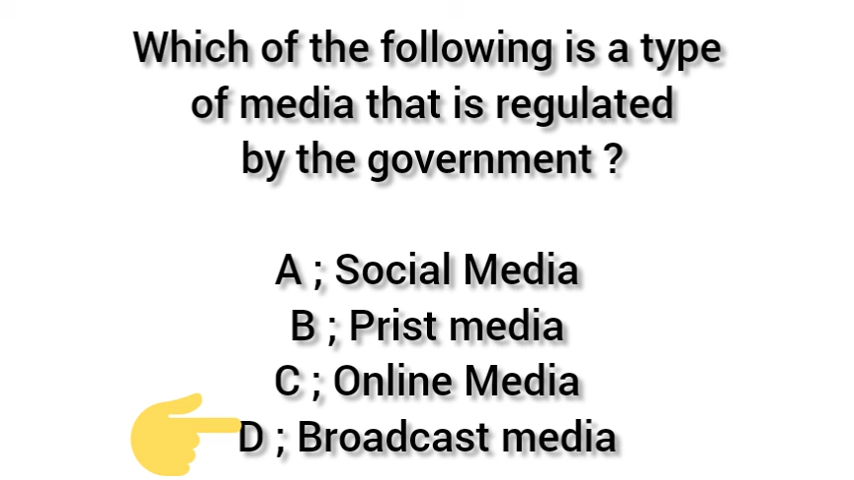 Which of the following is a type
of media that is regulated
by the government ?
A ; Social Media
B ; Prist media
C ; Online Media
D ; Broadcast media